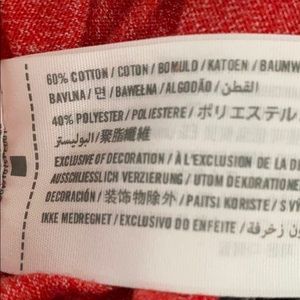 60% COTTON / COTON / BOMULD / KATOEN / BAUMW
BAVLNA / 면 / BAWEŁNA / ALGODÃO / القطن /
40% POLYESTER / POLIESTERE / ポリエステル
البوليستر / 聚脂纖維
EXCLUSIVE OF DECORATION / À L'EXCLUSION DE LA DÉ
AUSSCHLIESSLICH VERZIERUNG / UTOM DEKORATIONE
DECORACIÓN / 装饰物除外 / PAITSI KORISTE / S VÝ
IKKE MEDREGNET / EXCLUSIVO DO ENFEITE / دون زخرفة